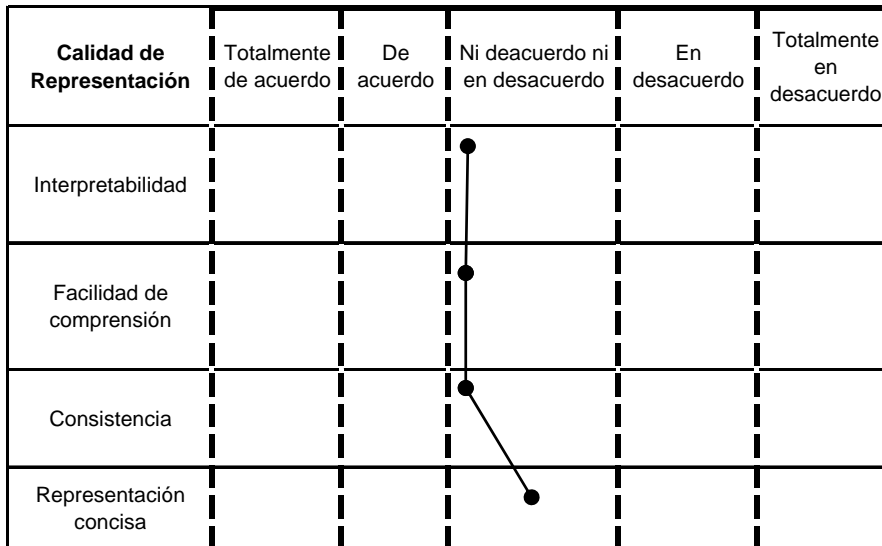 Calidad de
Representación
Totalmente
de acuerdo
De
acuerdo
Ni deacuerdo ni
en desacuerdo
En
desacuerdo
Totalmente
en
desacuerdo
Interpretabilidad
Facilidad de
comprensión
Consistencia
Representación
concisa